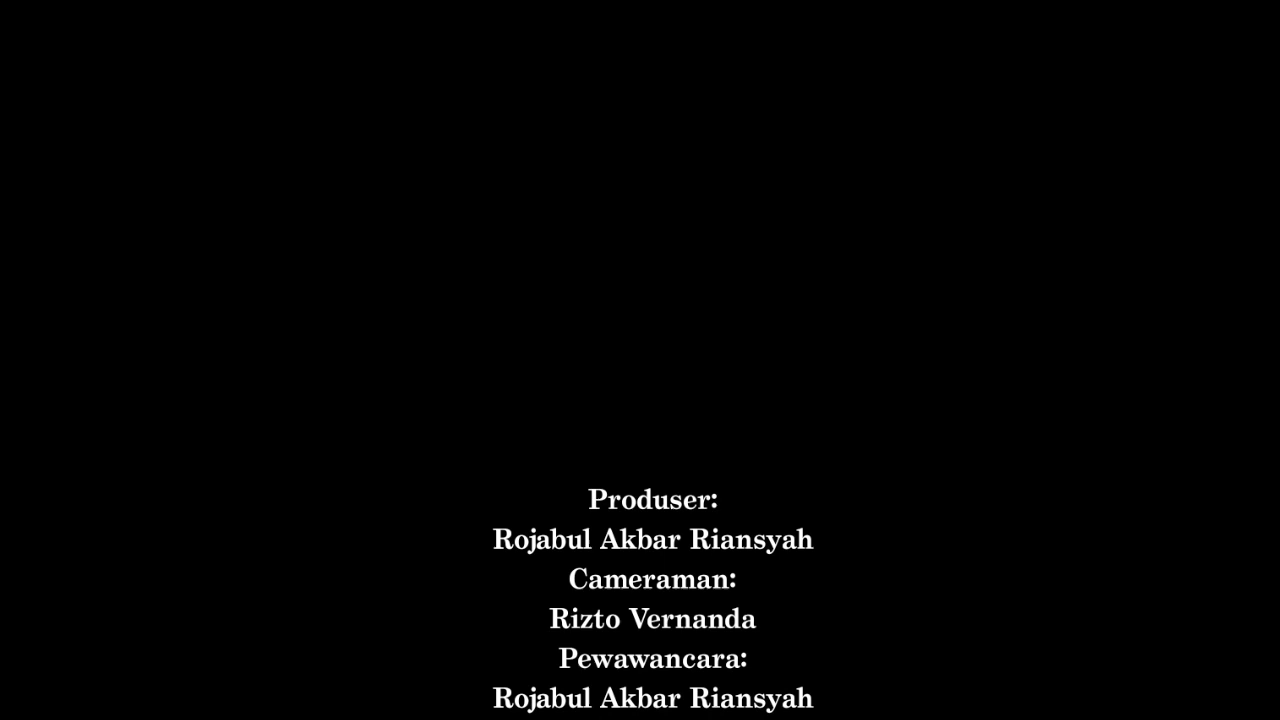 Produser:
Rojabul Akbar Riansyah
Cameraman:
Rizto Vernanda
Pewawancara:
Rojabul Akbar Riansyah